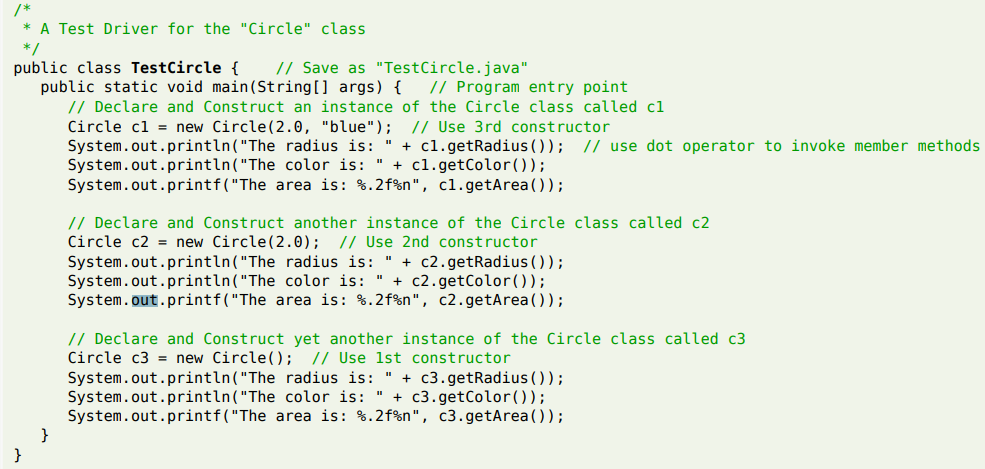 /*
 * A Test Driver for the "Circle" class
 */
public class TestCircle {    // Save as "TestCircle.java"
   public static void main(String[] args) {   // Program entry point
      // Declare and Construct an instance of the Circle class called c1
      Circle c1 = new Circle(2.0, "blue");  // Use 3rd constructor
      System.out.println("The radius is: " + c1.getRadius());  // use dot operator to invoke member methods
      System.out.println("The color is: " + c1.getColor());
      System.out.printf("The area is: %.2f%n", c1.getArea());

      // Declare and Construct another instance of the Circle class called c2
      Circle c2 = new Circle(2.0);  // Use 2nd constructor
      System.out.println("The radius is: " + c2.getRadius());
      System.out.println("The color is: " + c2.getColor());
      System.out.printf("The area is: %.2f%n", c2.getArea());

      // Declare and Construct yet another instance of the Circle class called c3
      Circle c3 = new Circle();  // Use 1st constructor
      System.out.println("The radius is: " + c3.getRadius());
      System.out.println("The color is: " + c3.getColor());
      System.out.printf("The area is: %.2f%n", c3.getArea());
   }
}